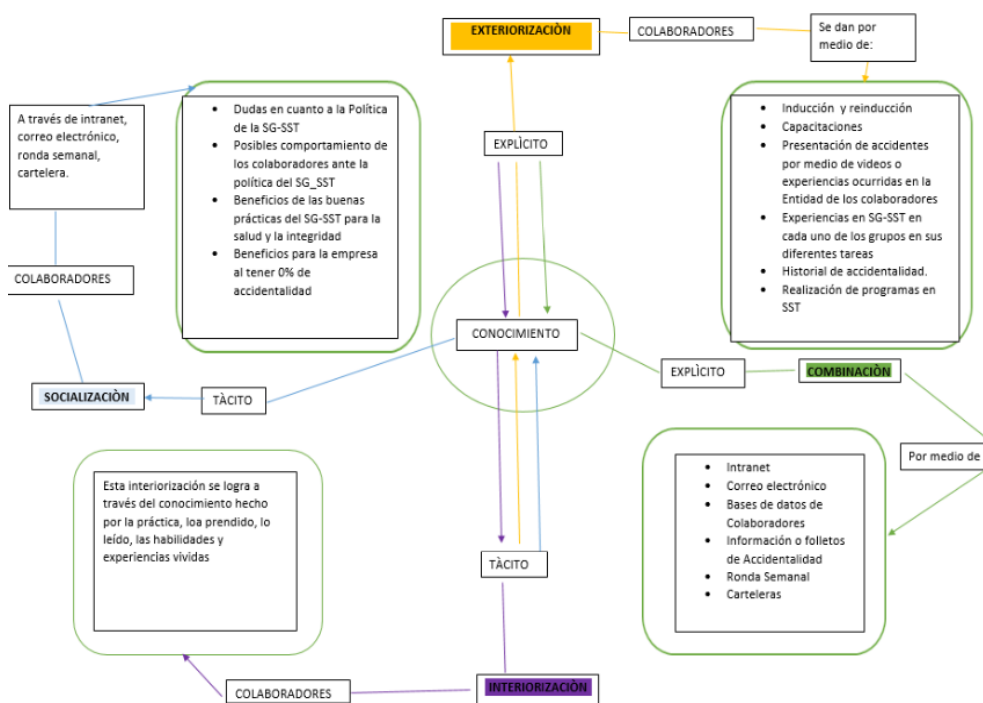 EXTERIORIZACIÒN
COLABORADORES
Se dan por
medio de:
A través de intranet,
correo electrónico,
ronda semanal,
cartelera.
• Dudas en cuanto a la Política
de la SG-SST
• Posibles comportamiento de
los colaboradores ante la
política del SG_SST
• Beneficios de las buenas
prácticas del SG-SST para la
salud y la integridad
• Beneficios para la empresa
al tener 0% de
accidentalidad
EXPLÌCITO
• Inducción y reinducción
• Capacitaciones
• Presentación de accidentes
por medio de videos o
experiencias ocurridas en la
Entidad de los colaboradores
• Experiencias en SG-SST en
cada uno de los grupos en sus
diferentes tareas
• Historial de accidentalidad.
• Realización de programas en
SST
COLABORADORES
CONOCIMIENTO
SOCIALIZACIÒN
TÀCITO
EXPLÌCITO
COMBINACIÒN
Esta interiorización se logra a
través del conocimiento hecho
por la práctica, loa prendido, lo
leído, las habilidades y
experiencias vividas
Por medio de
• Intranet
• Correo electrónico
• Bases de datos de
Colaboradores
• Información o folletos
de Accidentalidad
• Ronda Semanal
• Carteleras
TÀCITO
COLABORADORES
INTERIORIZACIÒN